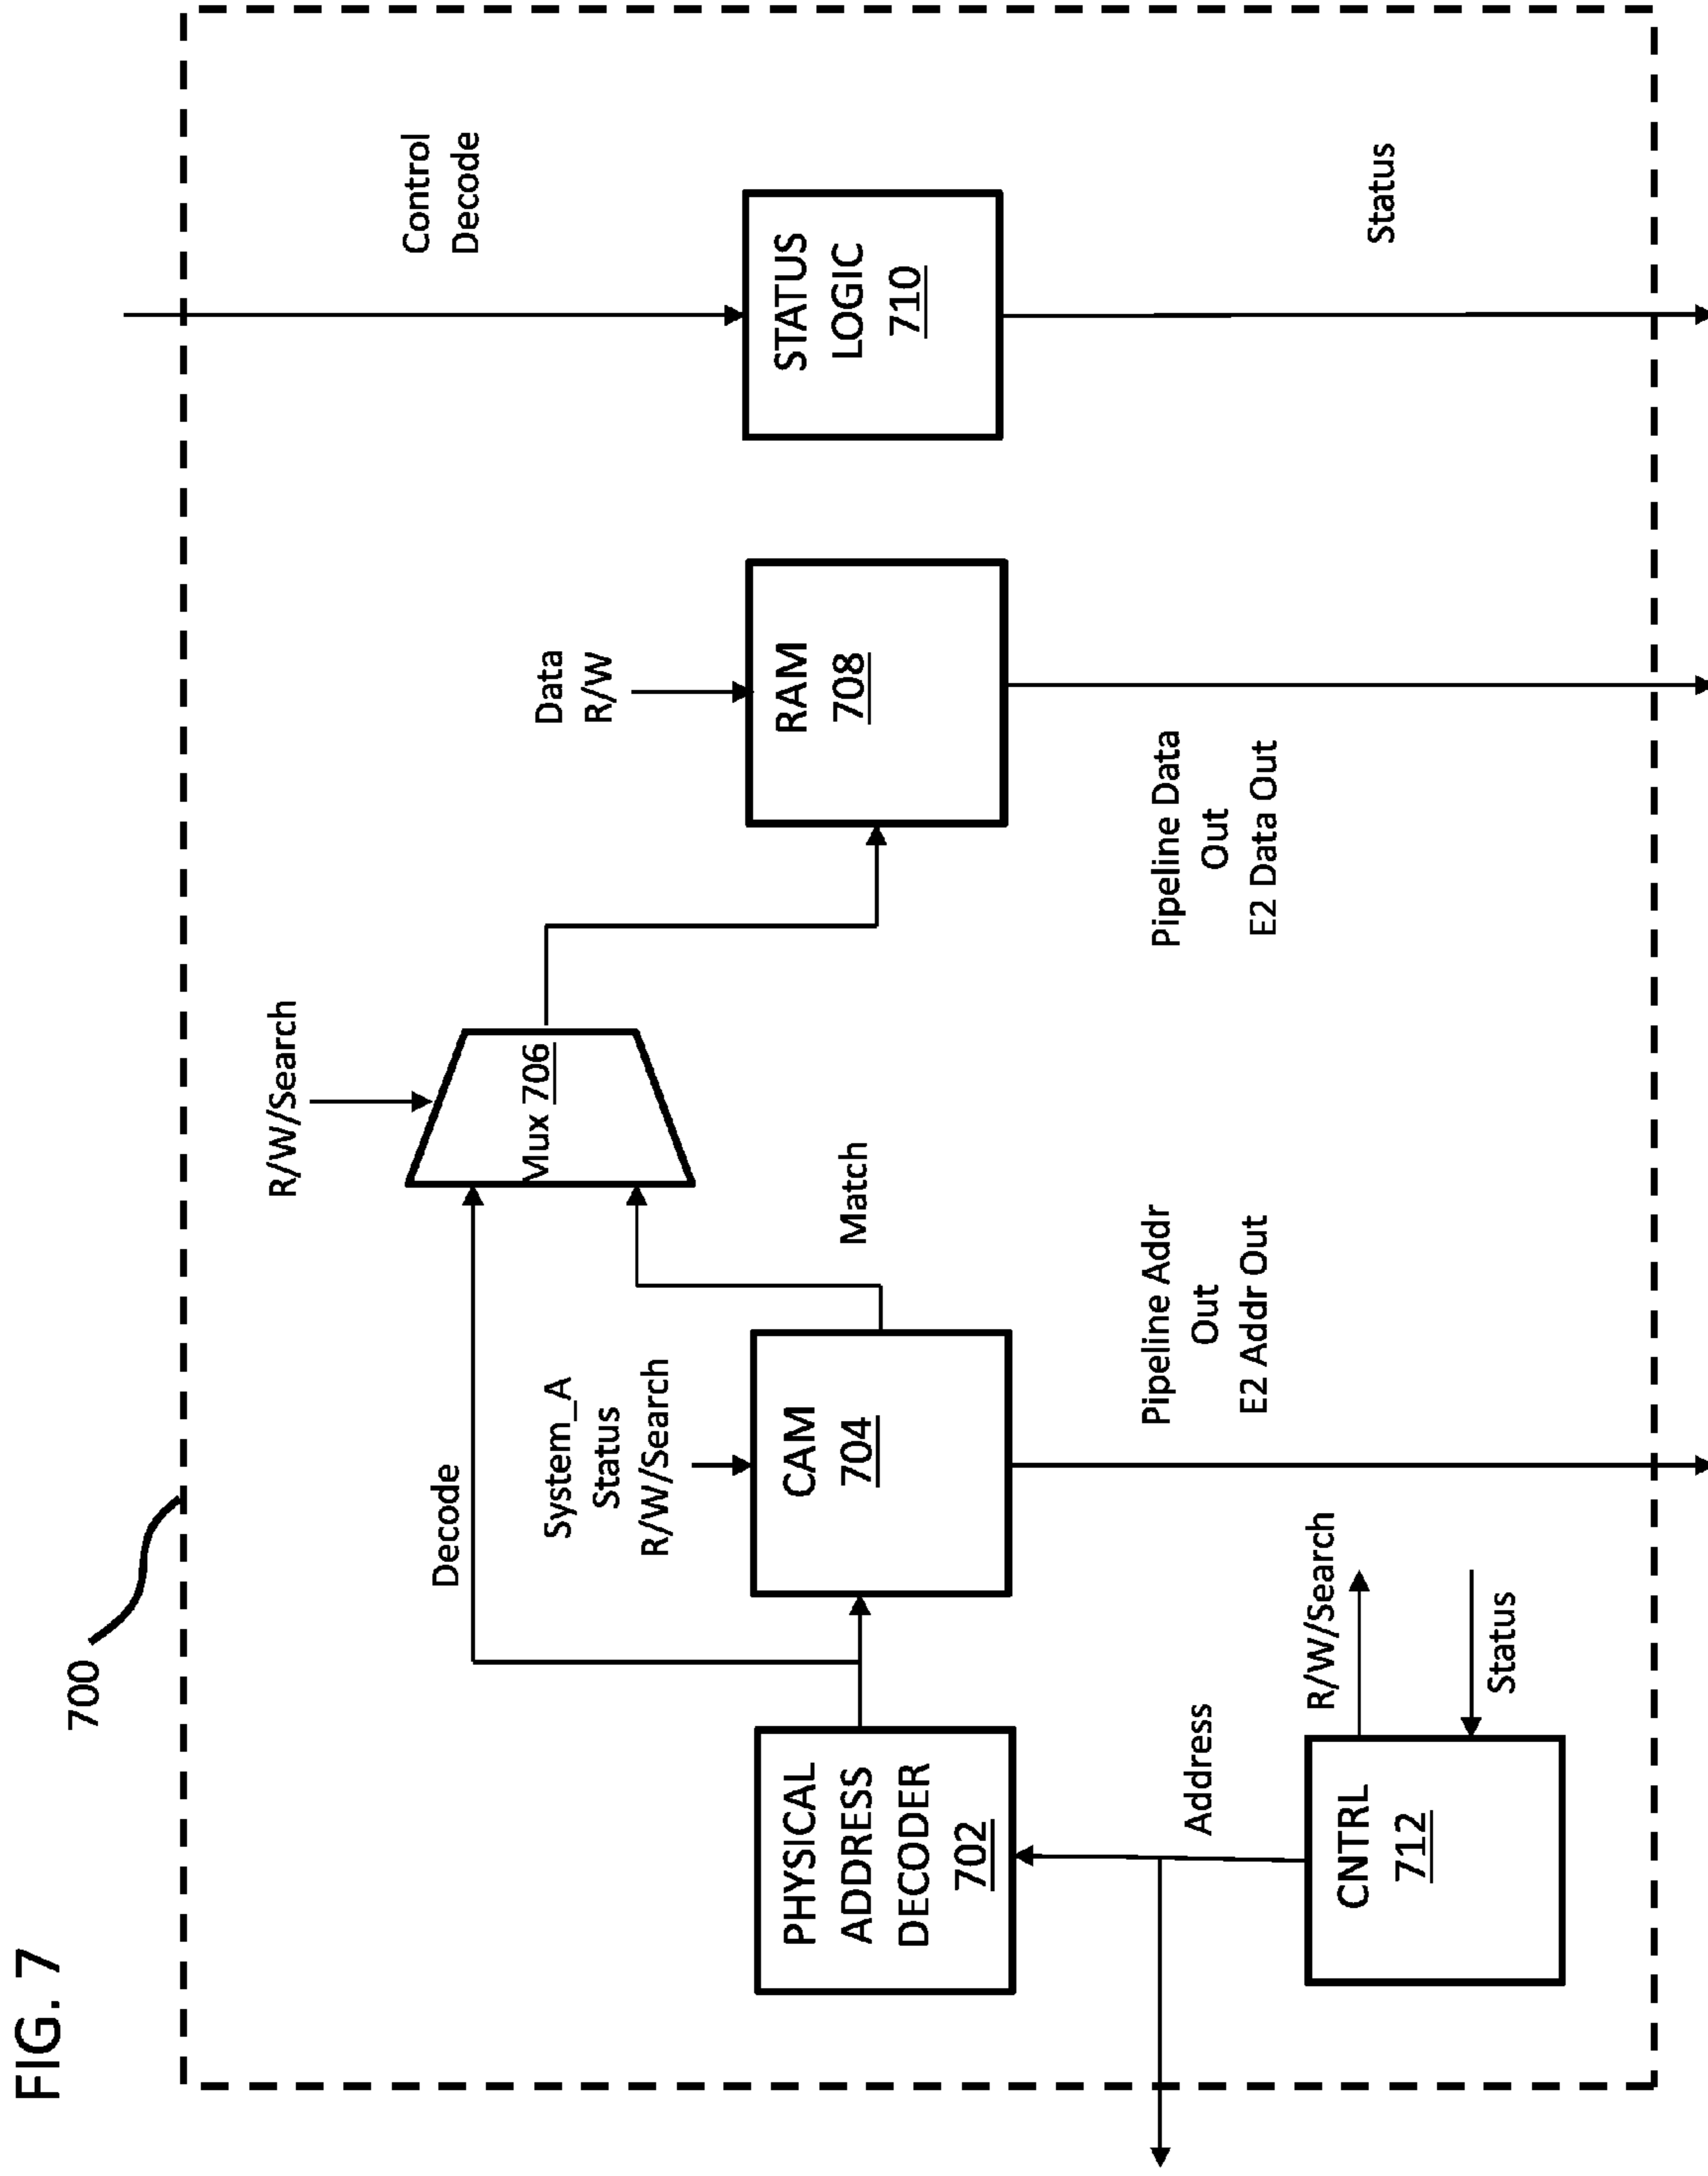 FIG. 7
700
R/W/Search
Control
Decode
Decode
Mux 706
Data
R/W
System_A
Status
R/W/Search
Match
PHYSICAL
ADDRESS
DECODER
702
CAM
704
RAM
708
STATUS
LOGIC
710
Address
Pipeline Addr
Out
E2 Addr Out
Pipeline Data
Out
E2 Data Out
Status
R/W/Search
CNTRL
712
Status